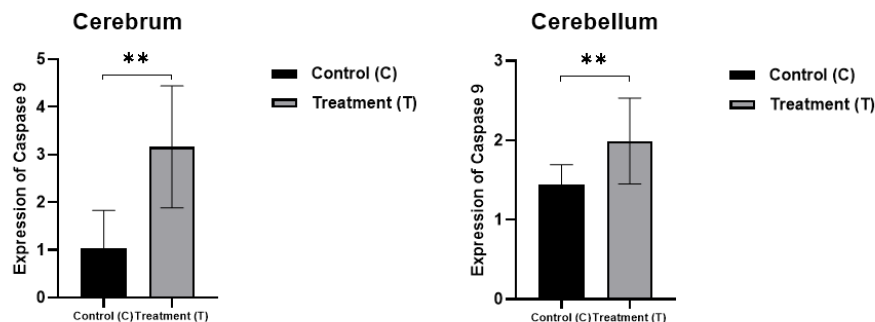 Cerebrum
**
5
4
3
2
1
0
Expression of Caspase 9
Control (C)
Treatment (T)
Control (C) Treatment (T)
Cerebellum
**
3
2
1
0
Expression of Caspase 9
Control (C)
Treatment (T)
Control (C) Treatment (T)